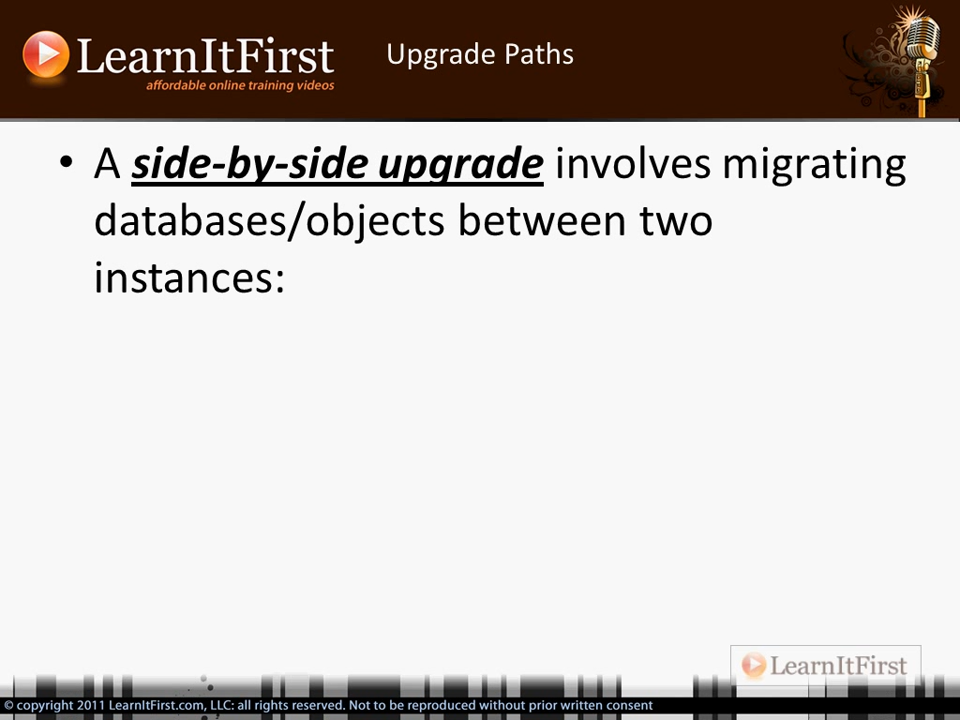 LearnItFirst
affordable online training videos
Upgrade Paths
• A side-by-side upgrade involves migrating
databases/objects between two
instances:
LearnItFirst
© copyright 2011 LearnItFirst.com, LLC: all rights reserved. Not to be reproduced without prior written consent